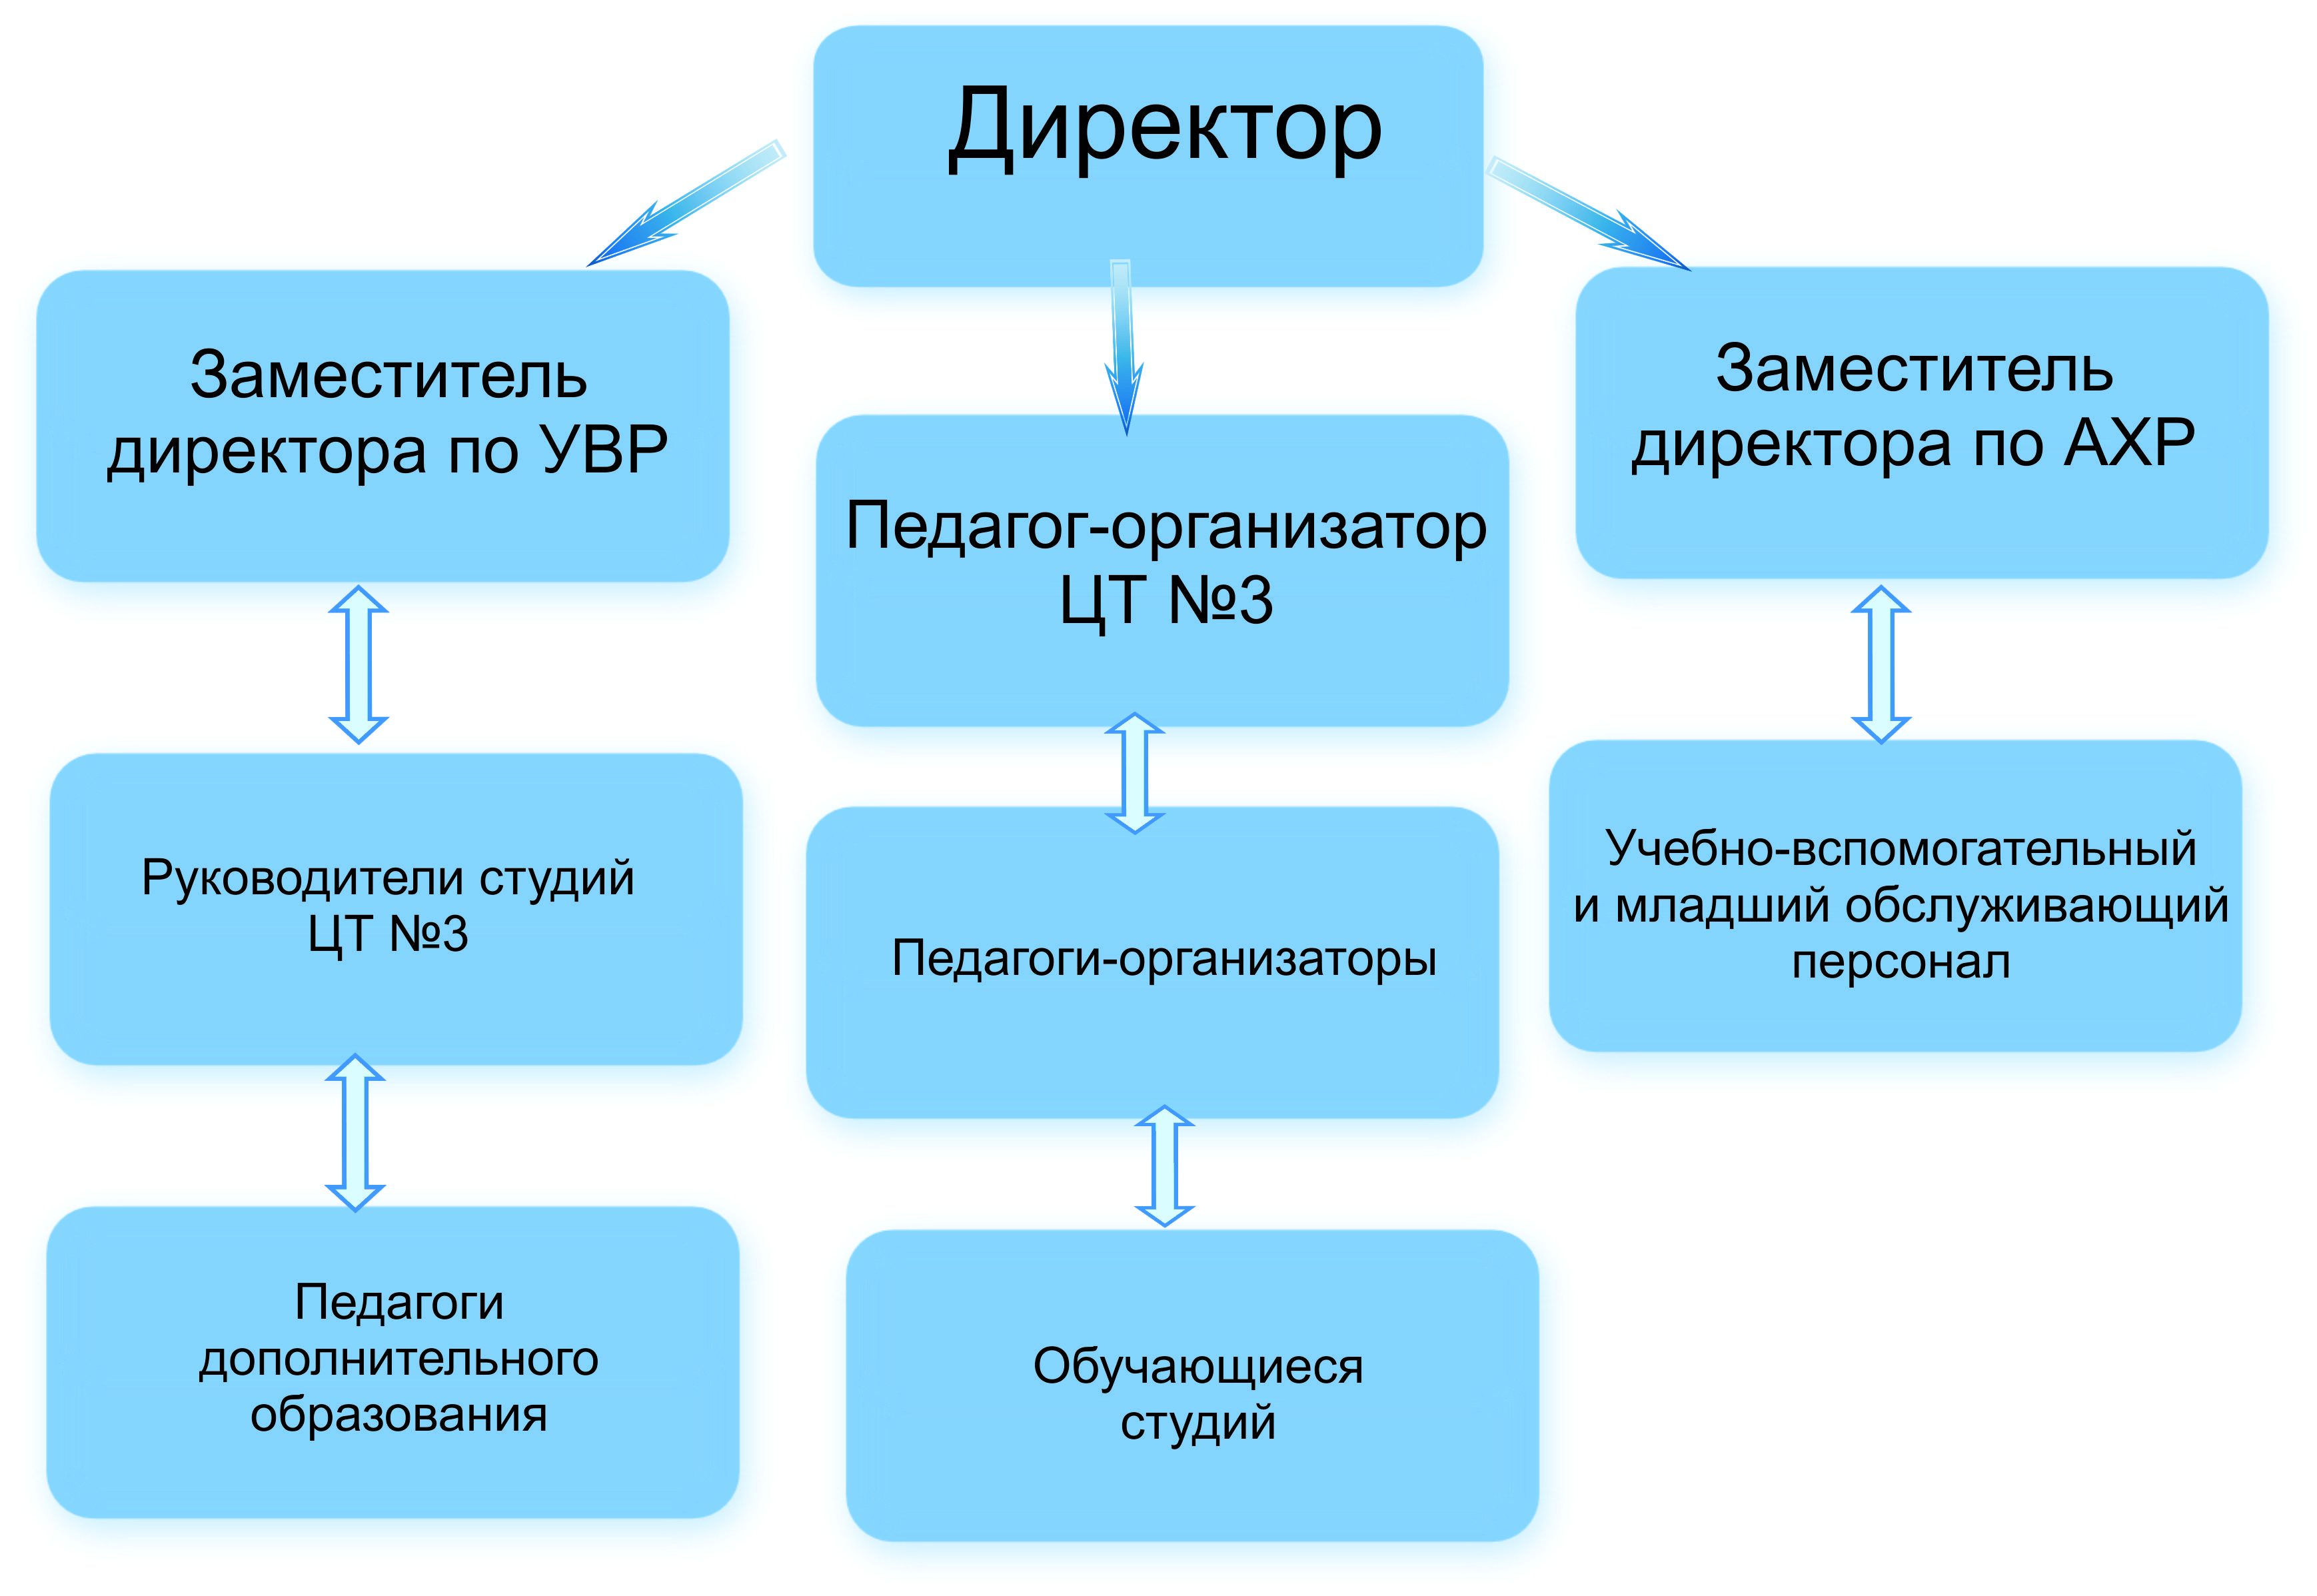 Директор
Заместитель
директора по УВР
Педагог-организатор
ЦТ №3
Заместитель
директора по АХР
Руководители студий
ЦТ №3
Педагоги-организаторы
Учебно-вспомогательный
и младший обслуживающий
персонал
Педагоги
дополнительного
образования
Обучающиеся
студий